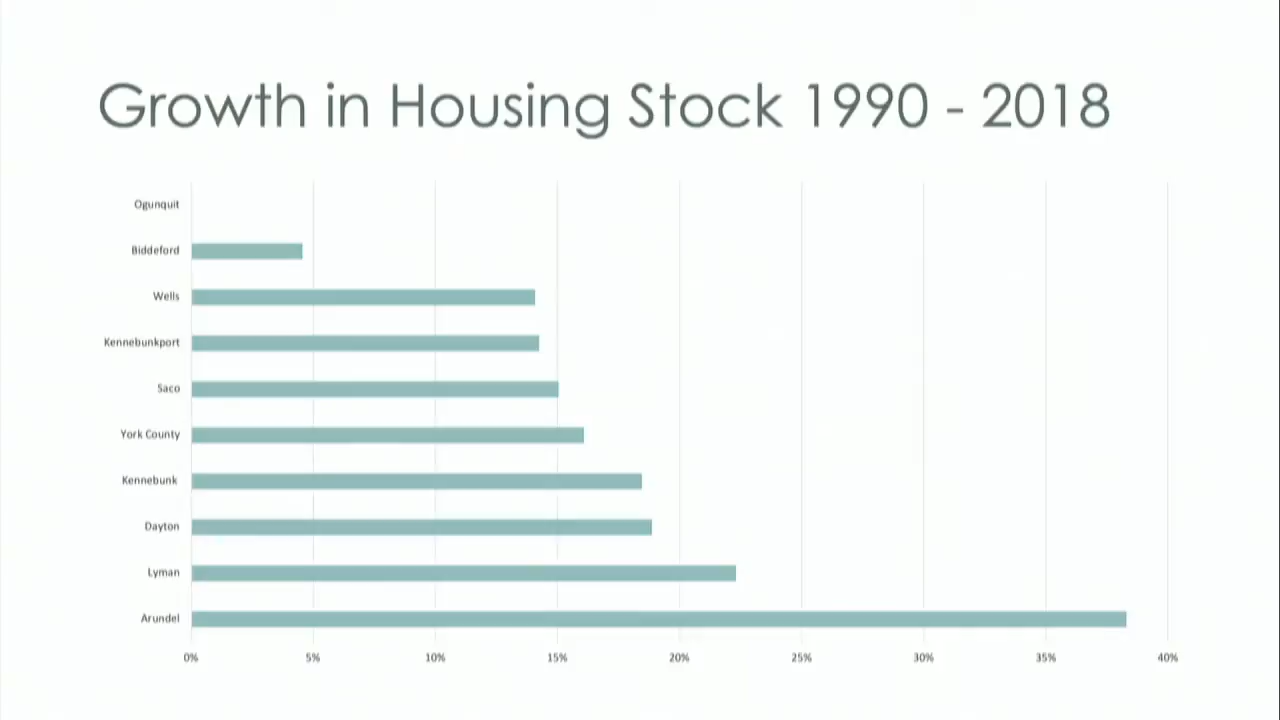 Growth in Housing Stock 1990 - 2018
Ogunquit
Biddeford
Wells
Kennebunkport
Saco
York County
Kennebunk
Dayton
Lyman
Arundel
0% 5% 10% 15% 20% 25% 30% 35% 40%